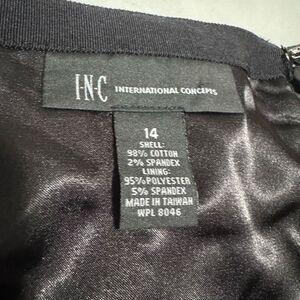 I·N·C INTERNATIONAL CONCEPTS
14
SHELL:
98% COTTON
2% SPANDEX
LINING:
95%POLYESTER
5% SPANDEX
MADE IN TAIWAN
WPL 8046